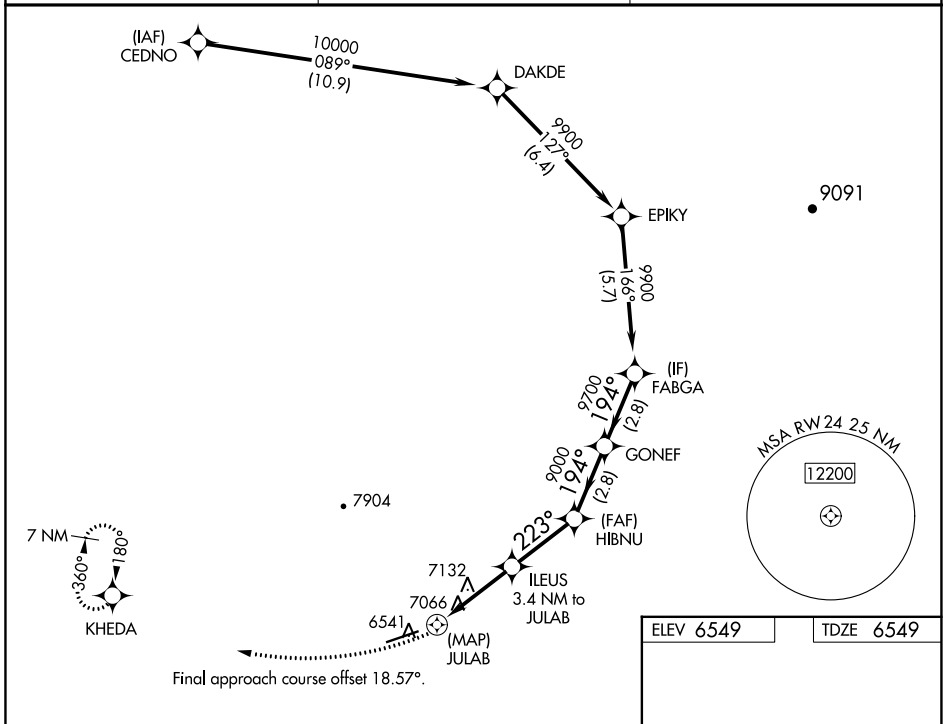 (IAF)
CEDNO
10000
089°
(10.9)
DAKDE
9900
127°
(6.4)
EPIKY
9091
9900
166°
(5.7)
(IF)
FABGA
9700
194°
(2.8)
GONEF
9000
194°
(2.8)
(FAF)
HIBNU
MSA RW24 25 NM
12200
7904
7 NM
360°
180°
KHEDA
223°
ILEUS
3.4 NM to
JULAB
7132
7066
6541
(MAP)
JULAB
Final approach course offset 18.57°.
ELEV 6549
TDZE 6549